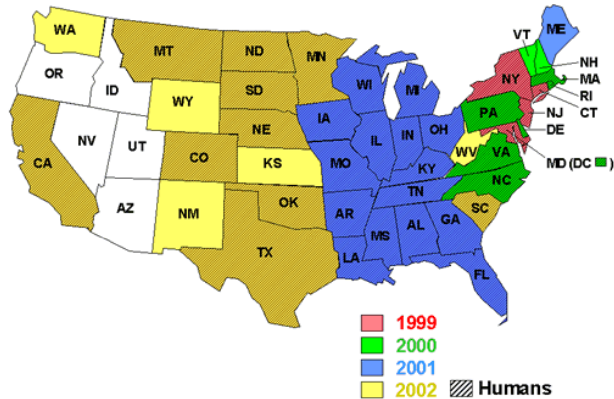 WA
MT
ND
MN
VT
ME
NH
MA
RI
CT
NJ
DE
MD (DC )
OR
ID
WY
SD
WI
MI
NY
PA
NE
IA
IL
IN
OH
WV
VA
NV
UT
CO
KS
MO
KY
NC
CA
AZ
NM
OK
AR
TN
SC
TX
LA
MS
AL
GA
FL
1999
2000
2001
2002
Humans